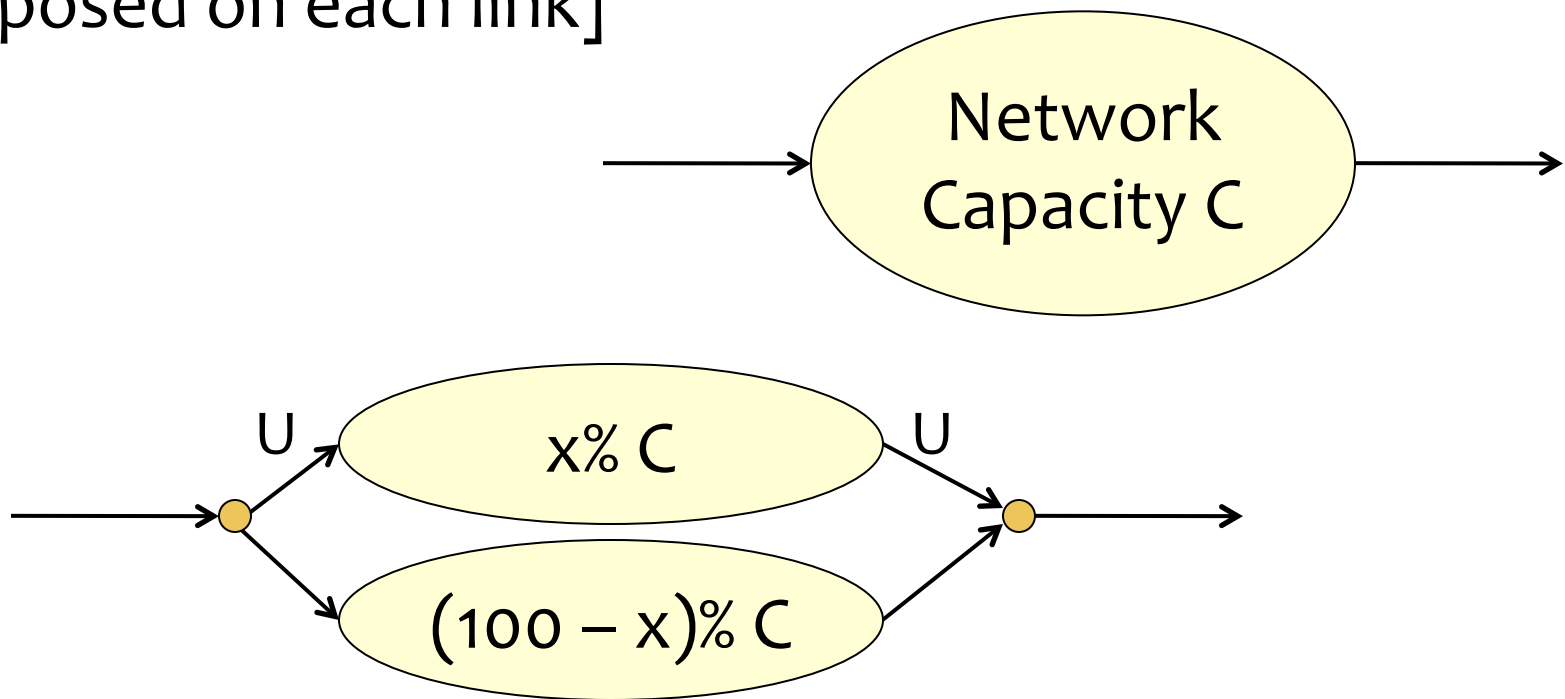 posed on each link]
Network
Capacity C
U
x% C
U
(100 – x)% C